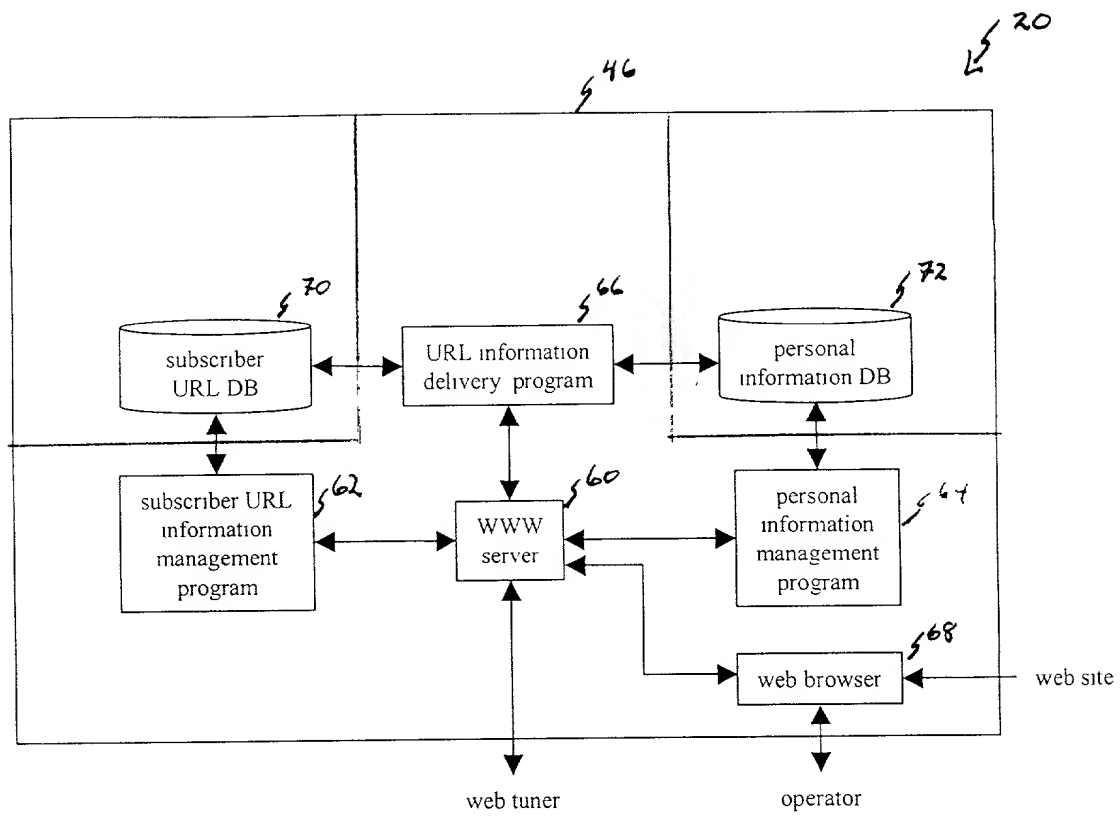 20
46
70
66
72
subscriber
URL DB
URL information
delivery program
personal
information DB
62
60
64
subscriber URL
information
management
program
WWW
server
personal
information
management
program
68
web browser
web site
web tuner
operator